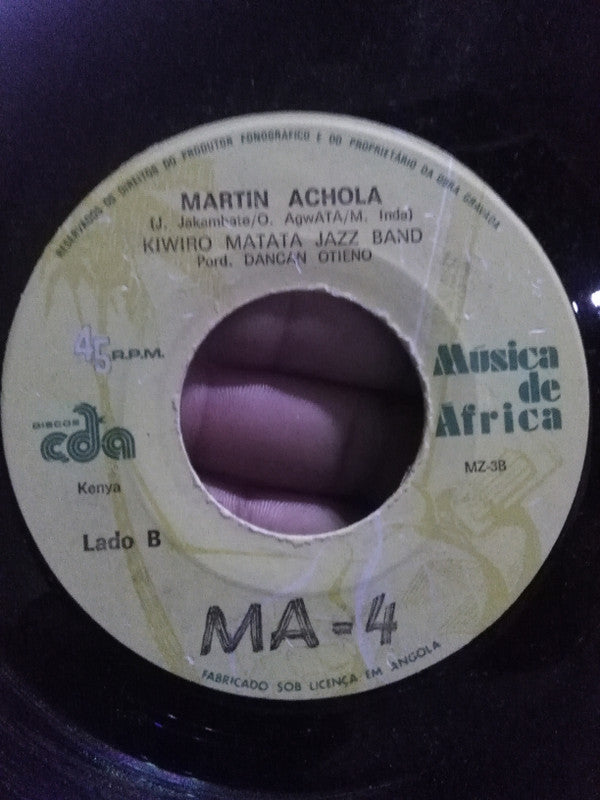 RESERVADOS OS DIREITOS DO PRODUTOR FONOGRAFICO E DO PROPRIETÁRIO DA OBRA GRAVADA
MARTIN ACHOLA
(J. Jakambata/O. AgwATA/M. Inda)
KIWIRO MATATA JAZZ BAND
Pord. DANCAN OTIENO
45 R.P.M.
Música
de
Africa
DISCOS
cda
MZ-3B
Kenya
Lado B
MA=4
FABRICADO SOB LICENÇA EM ANGOLA